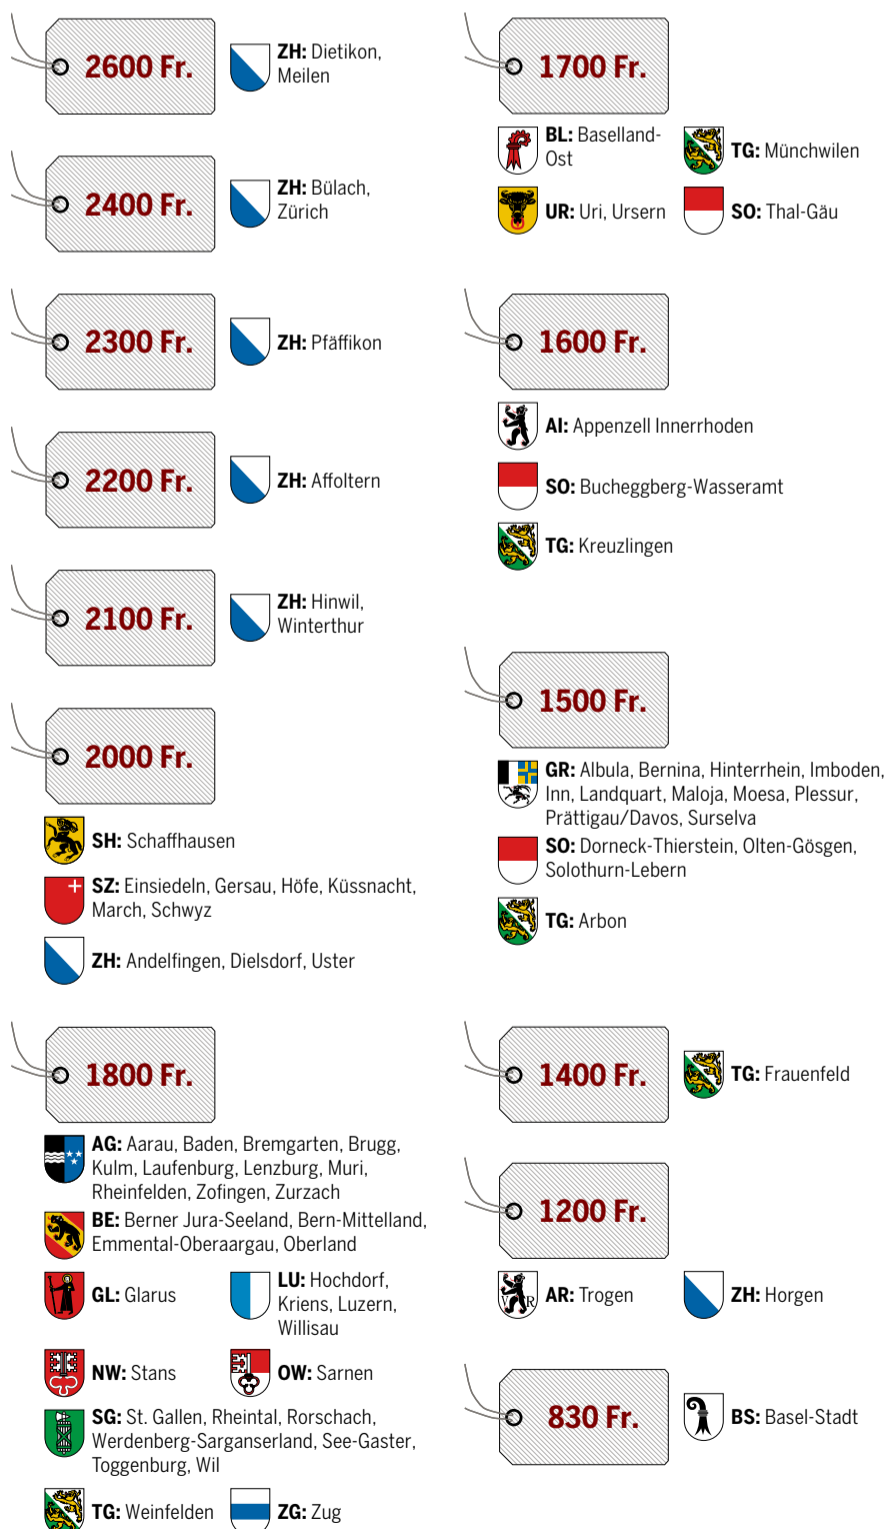 2600 Fr.
ZH: Dietikon,
Meilen
2400 Fr.
ZH: Bülach,
Zürich
2300 Fr.
ZH: Pfäffikon
2200 Fr.
ZH: Affoltern
2100 Fr.
ZH: Hinwil,
Winterthur
2000 Fr.
SH: Schaffhausen
SZ: Einsiedeln, Gersau, Höfe, Küssnacht,
March, Schwyz
ZH: Andelfingen, Dielsdorf, Uster
1800 Fr.
AG: Aarau, Baden, Bremgarten, Brugg,
Kulm, Laufenburg, Lenzburg, Muri,
Rheinfelden, Zofingen, Zurzach
BE: Berner Jura-Seeland, Bern-Mittelland,
Emmental-Oberaargau, Oberland
GL: Glarus
LU: Hochdorf,
Kriens, Luzern,
Willisau
NW: Stans
OW: Sarnen
SG: St. Gallen, Rheintal, Rorschach,
Werdenberg-Sarganserland, See-Gaster,
Toggenburg, Wil
TG: Weinfelden
ZG: Zug
1700 Fr.
BL: Baselland-
Ost
TG: Münchwilen
UR: Uri, Ursern
SO: Thal-Gäu
1600 Fr.
AI: Appenzell Innerrhoden
SO: Bucheggberg-Wasseramt
TG: Kreuzlingen
1500 Fr.
GR: Albula, Bernina, Hinterrhein, Imboden,
Inn, Landquart, Maloja, Moesa, Plessur,
Prättigau/Davos, Surselva
SO: Dorneck-Thierstein, Olten-Gösgen,
Solothurn-Lebern
TG: Arbon
1400 Fr.
TG: Frauenfeld
1200 Fr.
V R
AR: Trogen
ZH: Horgen
830 Fr.
BS: Basel-Stadt